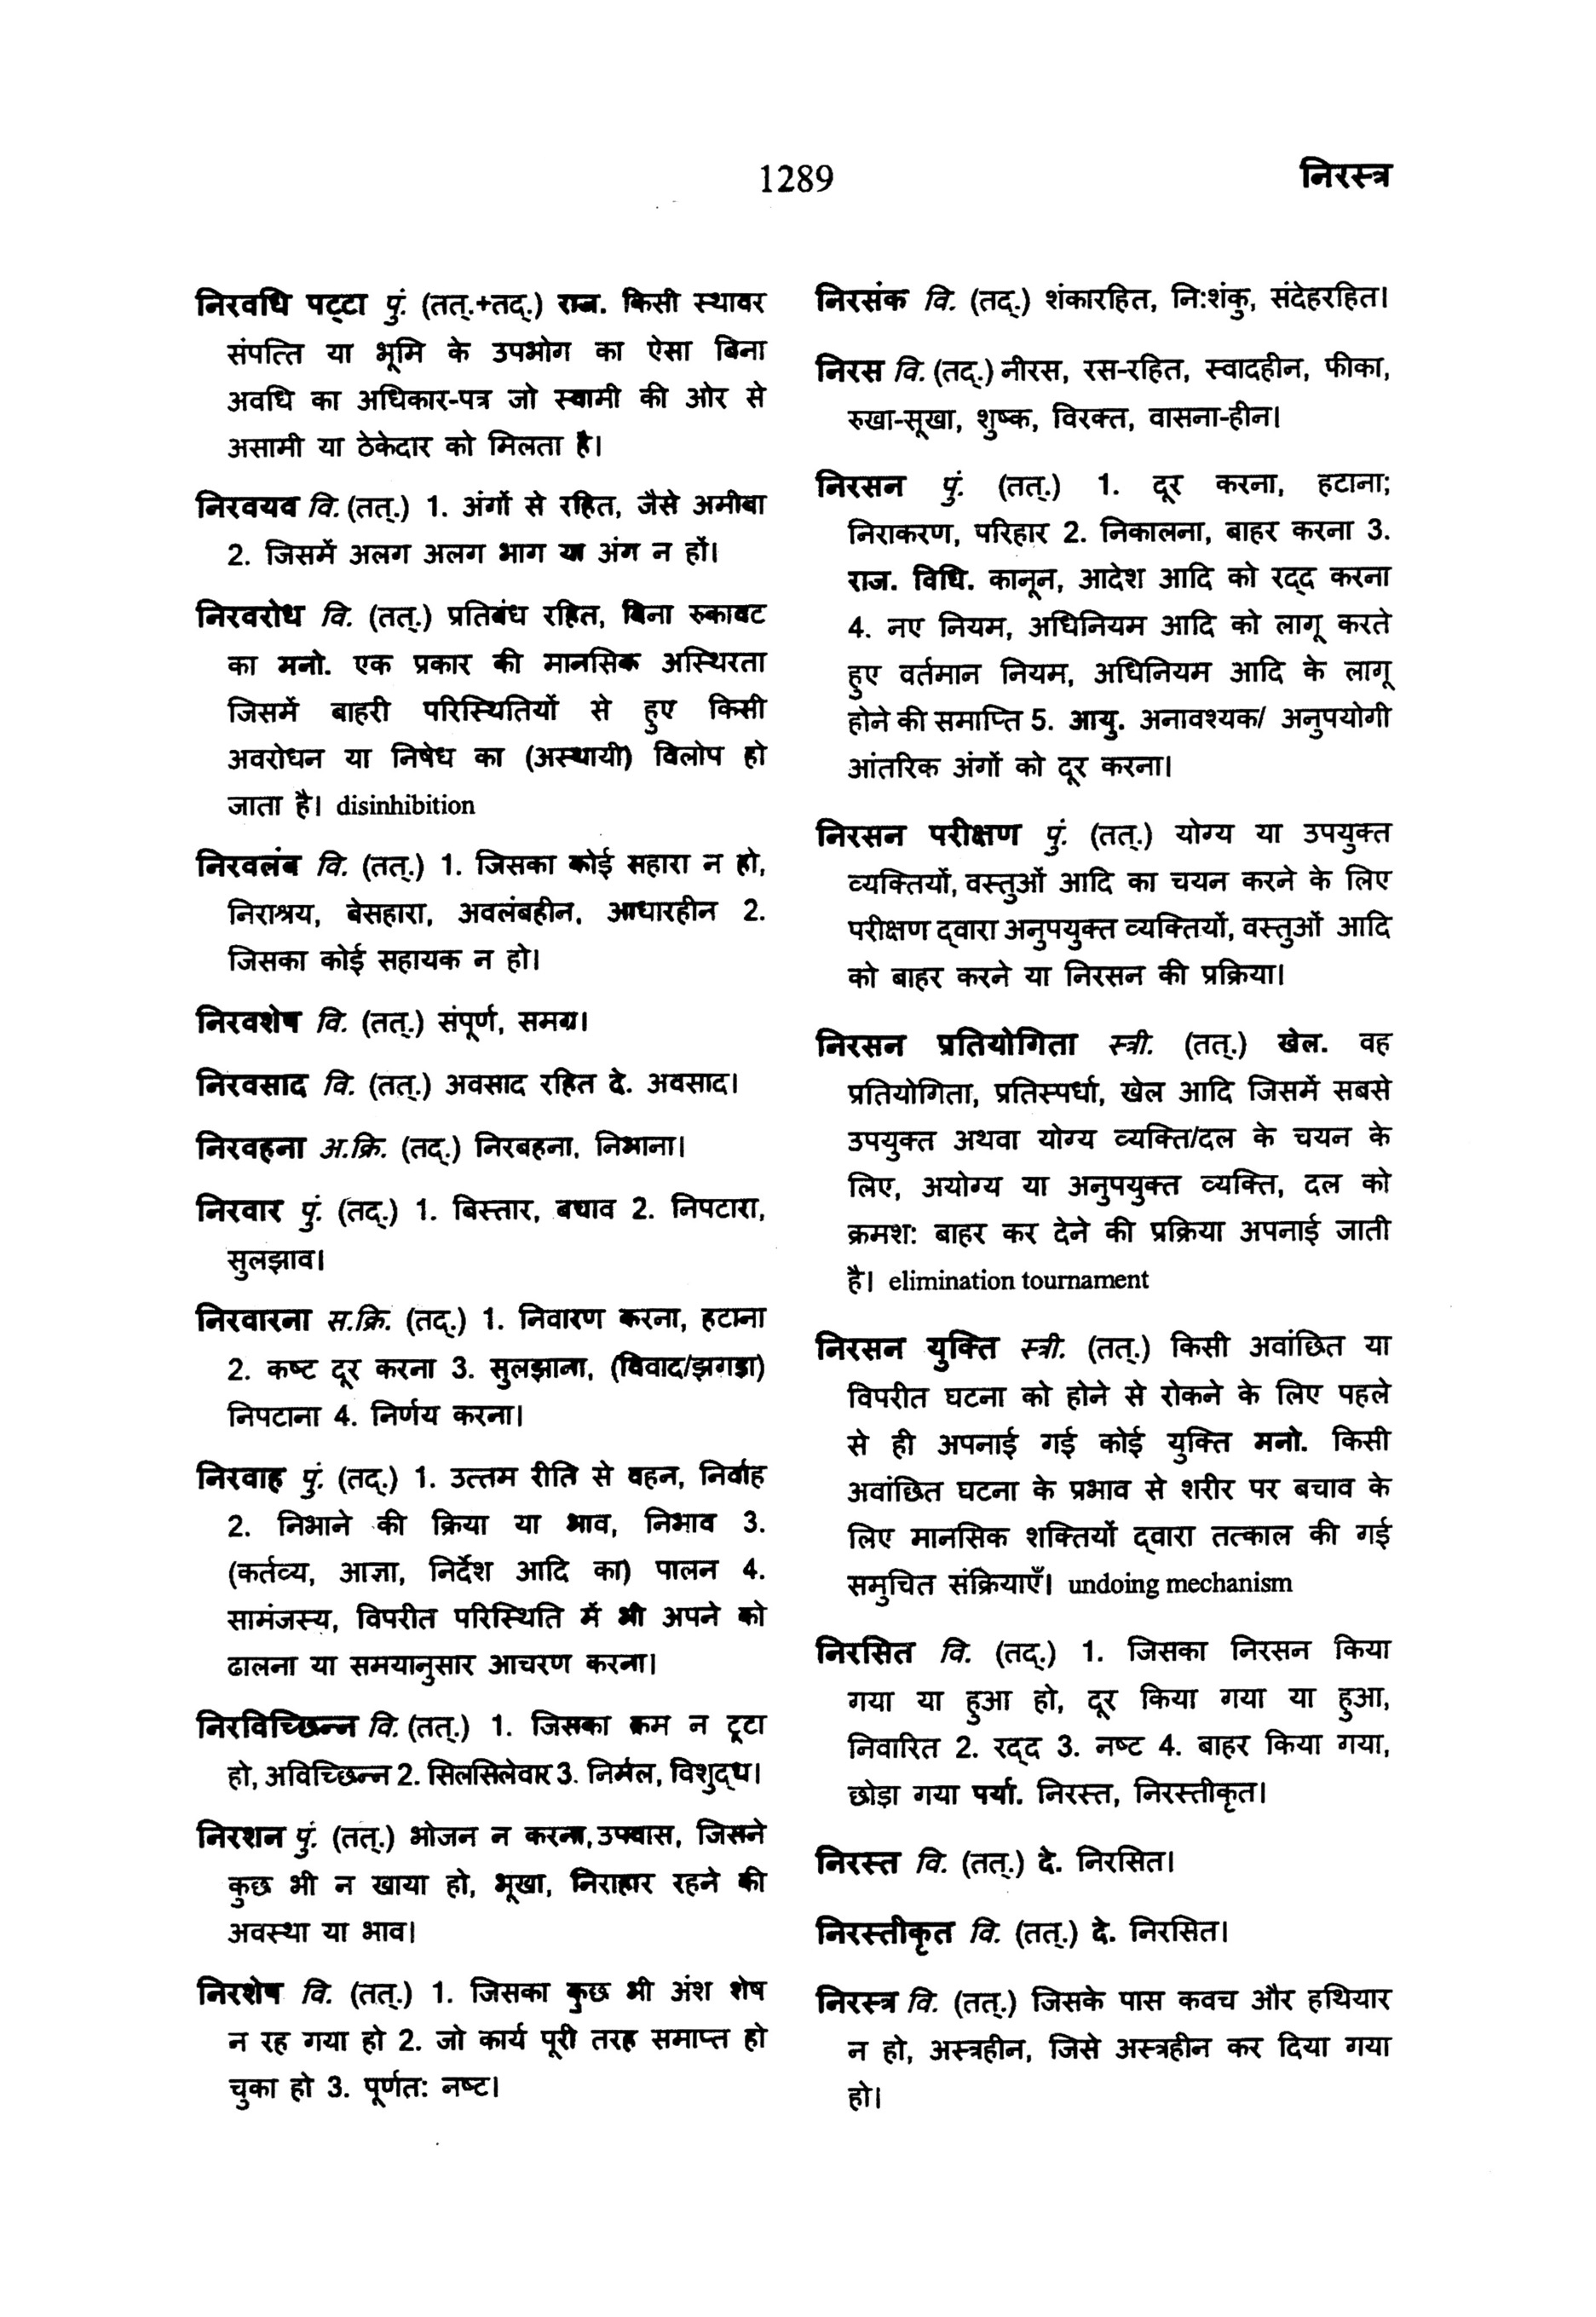 1289
निरस्त्र
निरवधि पट्टा पुं. (तत्.+तद्.) राज. किसी स्थावर
संपत्ति या भूमि के उपभोग का ऐसा बिना
अवधि का अधिकार-पत्र जो स्वामी की ओर से
असामी या ठेकेदार को मिलता है।
निरवयव वि. (तत्.) 1. अंगों से रहित, जैसे अमीबा
2. जिसमें अलग अलग भाग या अंग न हों।
निरवरोध वि. (तत्.) प्रतिबंध रहित, बिना रुकावट
का मनो. एक प्रकार की मानसिक अस्थिरता
जिसमें बाहरी परिस्थितियों से हुए किसी
अवरोधन या निषेध का (अस्थायी) विलोप हो
जाता है। disinhibition
निरवलंब वि. (तत्.) 1. जिसका कोई सहारा न हो,
निराश्रय, बेसहारा, अवलंबहीन, आधारहीन 2.
जिसका कोई सहायक न हो।
निरवशेष वि. (तत्.) संपूर्ण, समग्र।
निरवसाद वि. (तत्.) अवसाद रहित दे. अवसाद।
निरवहना अ.क्रि. (तद्.) निरबहना, निभाना।
निरवार पुं. (तद्.) 1. बिस्तार, बचाव 2. निपटारा,
सुलझाव।
निरवारना स.क्रि. (तद्.) 1. निवारण करना, हटाना
2. कष्ट दूर करना 3. सुलझाना, (विवाद/झगड़ा)
निपटाना 4. निर्णय करना।
निरवाह पुं. (तद्.) 1. उत्तम रीति से वहन, निर्वाह
2. निभाने की क्रिया या भाव, निभाव 3.
(कर्तव्य, आज्ञा, निर्देश आदि का) पालन 4.
सामंजस्य, विपरीत परिस्थिति में भी अपने को
ढालना या समयानुसार आचरण करना।
निरविच्छिन्न वि. (तत्.) 1. जिसका क्रम न टूटा
हो, अविच्छिन्न 2. सिलसिलेवार 3. निर्मल, विशुद्ध।
निरशन पुं. (तत्.) भोजन न करना, उपवास, जिसने
कुछ भी न खाया हो, भूखा, निराहार रहने की
अवस्था या भाव।
निरशेष वि. (तत्.) 1. जिसका कुछ भी अंश शेष
न रह गया हो 2. जो कार्य पूरी तरह समाप्त हो
चुका हो 3. पूर्णत: नष्ट।
निरसंक वि. (तद्.) शंकारहित, नि:शंकु, संदेहरहित।
निरस वि. (तद्.) नीरस, रस-रहित, स्वादहीन, फीका,
रुखा-सूखा, शुष्क, विरक्त, वासना-हीन।
निरसन पुं. (तत्.) 1. दूर करना, हटाना;
निराकरण, परिहार 2. निकालना, बाहर करना 3.
राज. विधि. कानून, आदेश आदि को रद्द करना
4. नए नियम, अधिनियम आदि को लागू करते
हुए वर्तमान नियम, अधिनियम आदि के लागू
होने की समाप्ति 5. आयु. अनावश्यक/ अनुपयोगी
आंतरिक अंगों को दूर करना।
निरसन परीक्षण पुं. (तत्.) योग्य या उपयुक्त
व्यक्तियों, वस्तुओं आदि का चयन करने के लिए
परीक्षण द्वारा अनुपयुक्त व्यक्तियों, वस्तुओं आदि
को बाहर करने या निरसन की प्रक्रिया।
निरसन प्रतियोगिता स्त्री. (तत्.) खेल. वह
प्रतियोगिता, प्रतिस्पर्धा, खेल आदि जिसमें सबसे
उपयुक्त अथवा योग्य व्यक्ति/दल के चयन के
लिए, अयोग्य या अनुपयुक्त व्यक्ति, दल को
क्रमश: बाहर कर देने की प्रक्रिया अपनाई जाती
है। elimination tournament
निरसन युक्ति स्त्री. (तत्.) किसी अवांछित या
विपरीत घटना को होने से रोकने के लिए पहले
से ही अपनाई गई कोई युक्ति मनो. किसी
अवांछित घटना के प्रभाव से शरीर पर बचाव के
लिए मानसिक शक्तियों द्वारा तत्काल की गई
समुचित संक्रियाएँ। undoing mechanism
निरसित वि. (तद्.) 1. जिसका निरसन किया
गया या हुआ हो, दूर किया गया या हुआ,
निवारित 2. रद्द 3. नष्ट 4. बाहर किया गया,
छोड़ा गया पर्या. निरस्त, निरस्तीकृत।
निरस्त वि. (तत्.) दे. निरसित।
निरस्तीकृत वि. (तत्.) दे. निरसित।
निरस्त्र वि. (तत्.) जिसके पास कवच और हथियार
न हो, अस्त्रहीन, जिसे अस्त्रहीन कर दिया गया
हो।